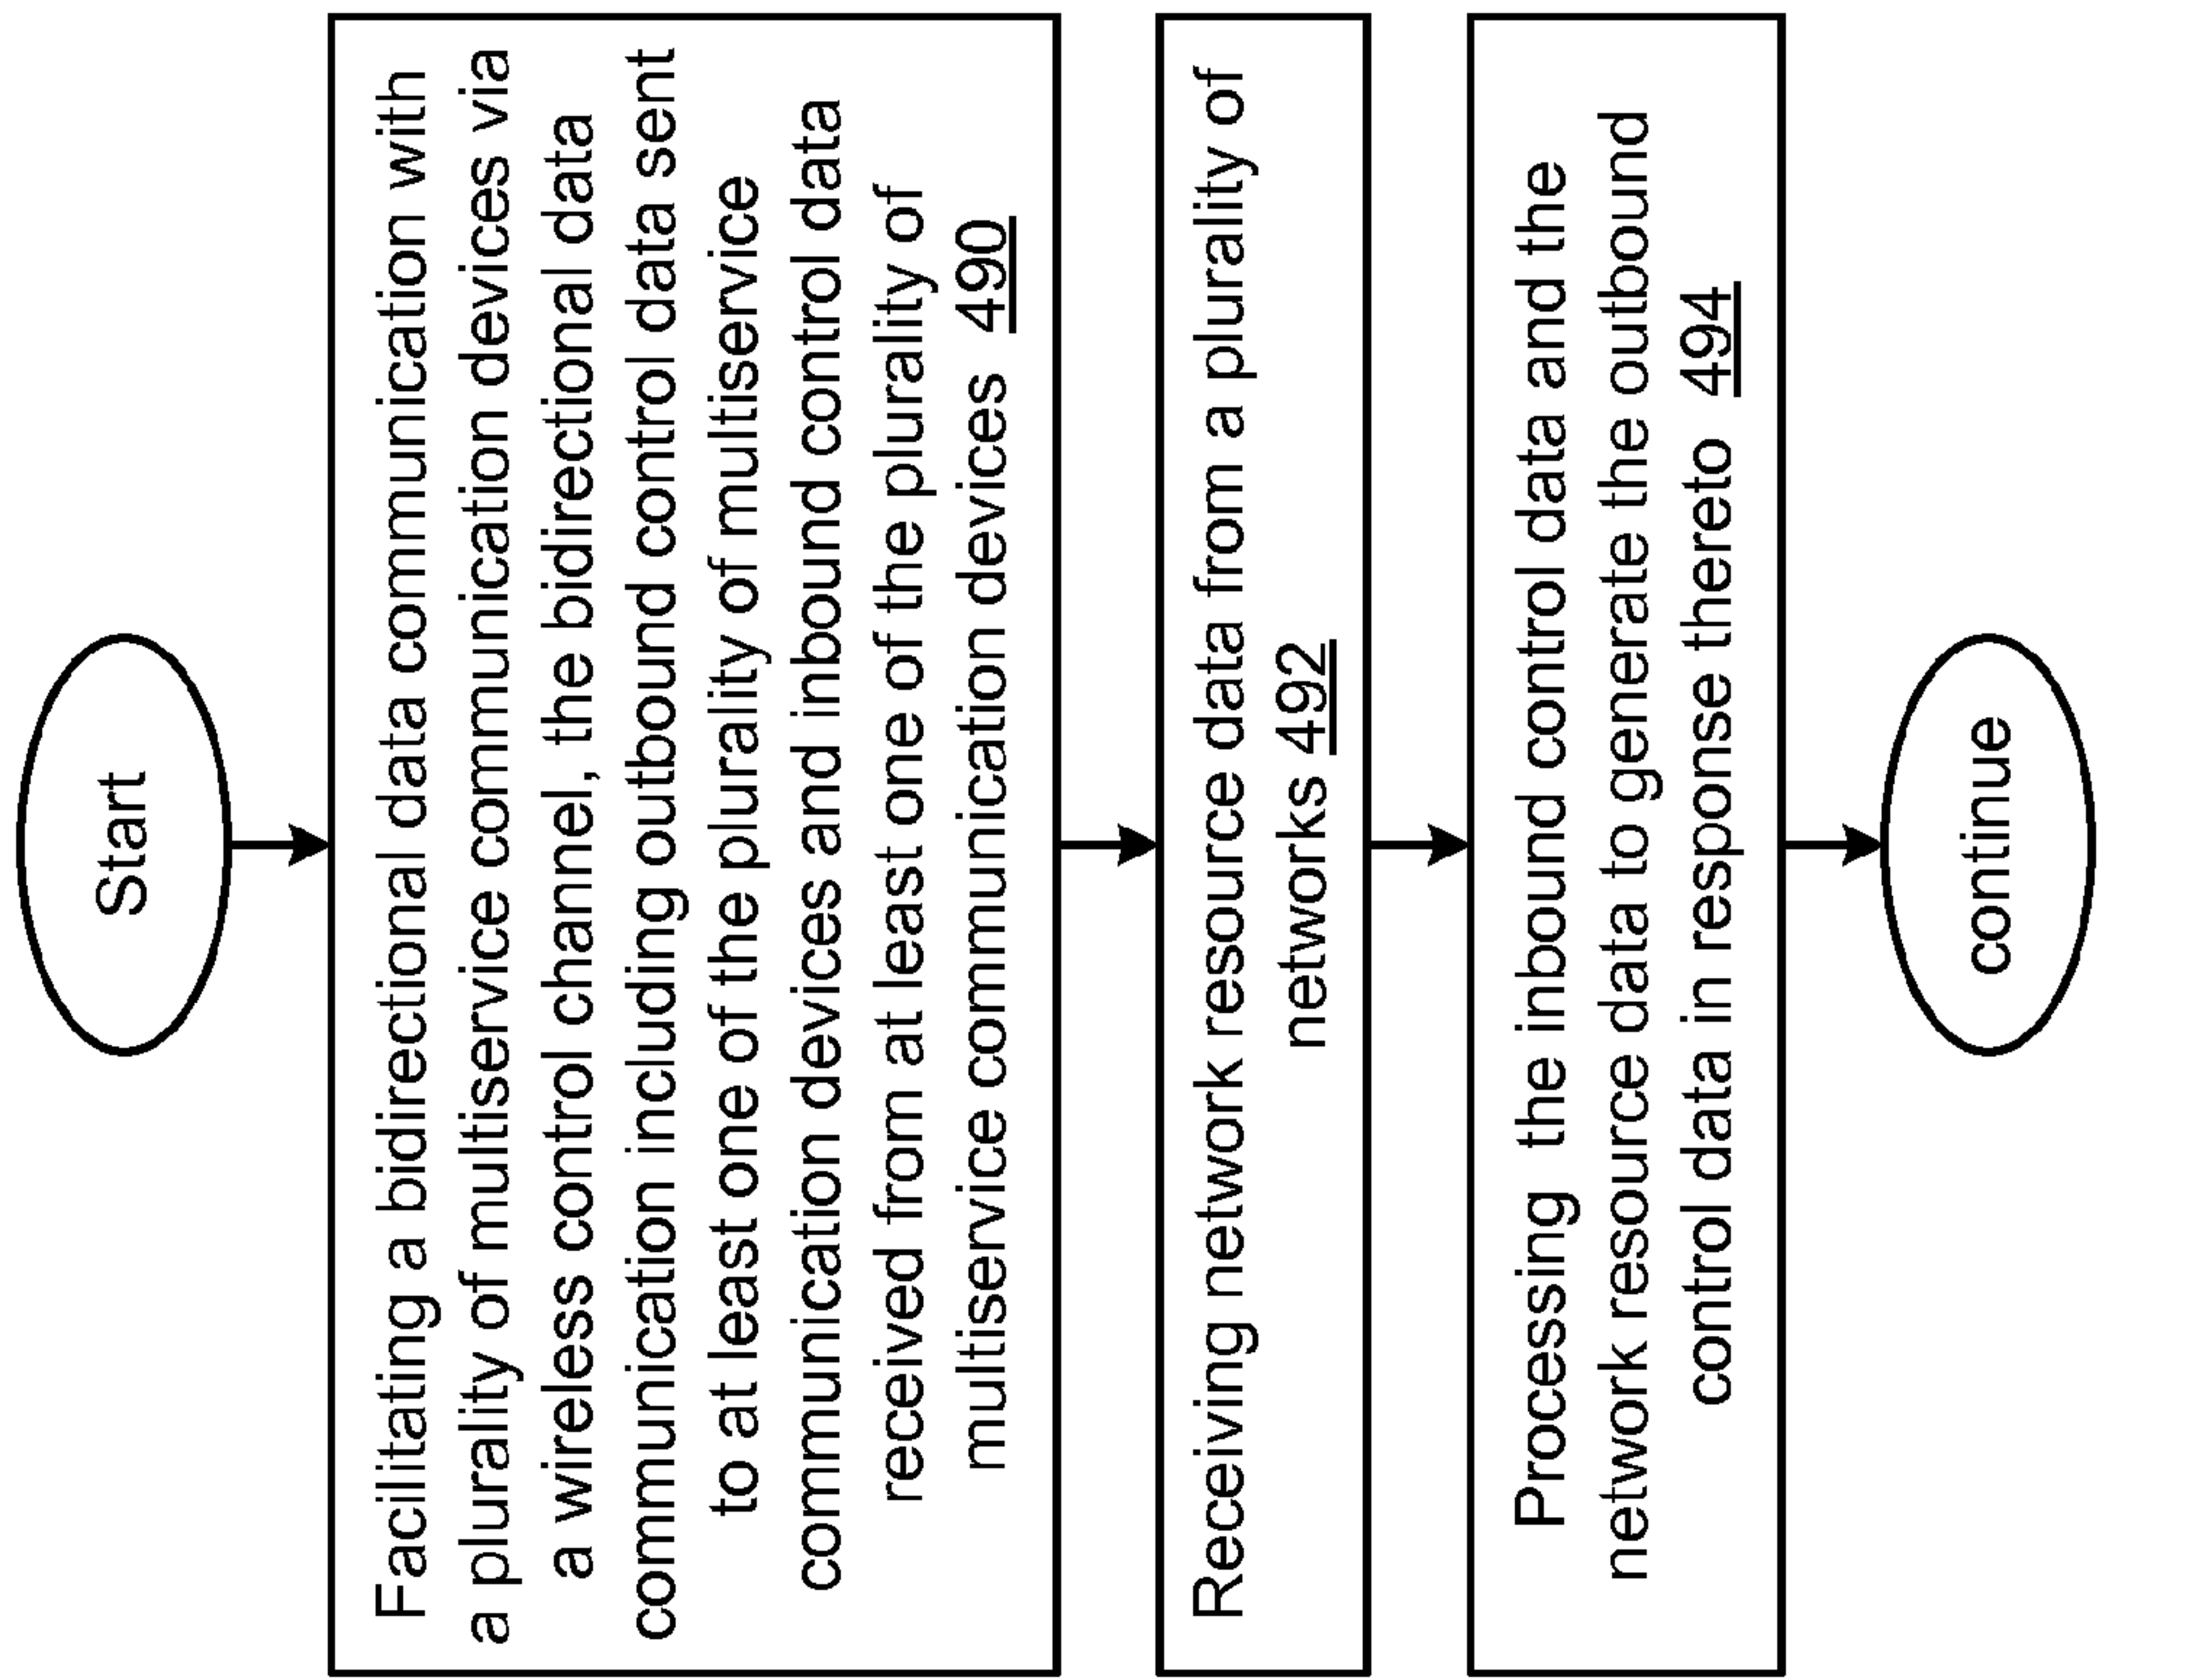 Start
Facilitating a bidirectional data communication with
a plurality of multiservice communication devices via
a wireless control channel, the bidirectional data
communication including outbound control data sent
to at least one of the plurality of multiservice
communication devices and inbound control data
received from at least one of the plurality of
multiservice communication devices 490
Receiving network resource data from a plurality of
networks 492
Processing the inbound control data and the
network resource data to generate the outbound
control data in response thereto 494
continue